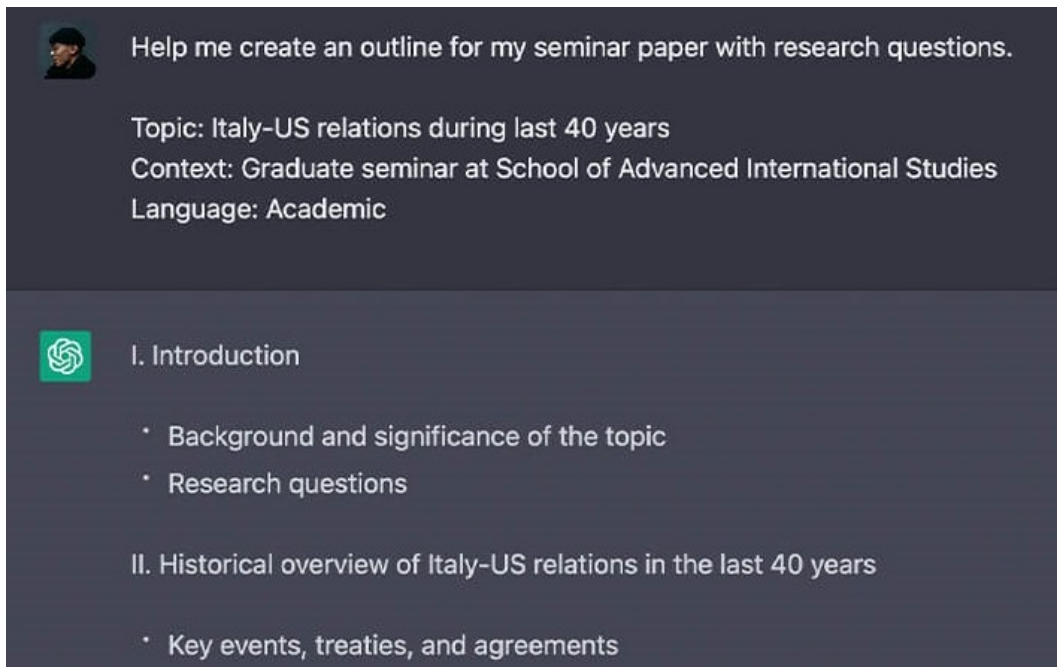 Help me create an outline for my seminar paper with research questions.
Topic: Italy-US relations during last 40 years
Context: Graduate seminar at School of Advanced International Studies
Language: Academic
I. Introduction
• Background and significance of the topic
• Research questions
II. Historical overview of Italy-US relations in the last 40 years
• Key events, treaties, and agreements